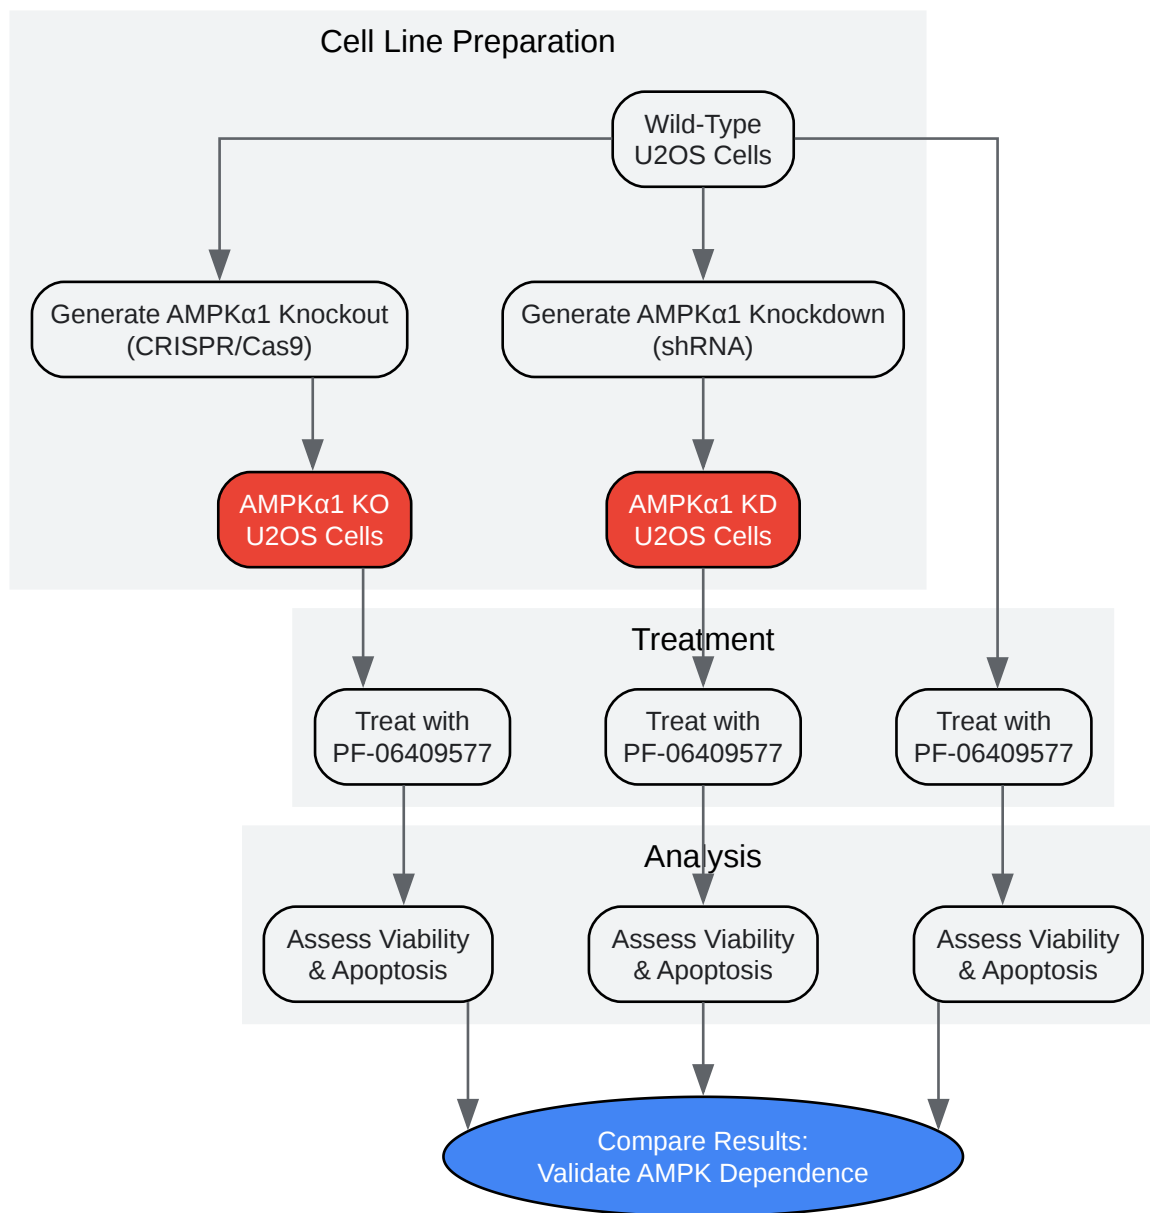 Cell Line Preparation
Wild-Type
U2OS Cells
Generate AMPKα1 Knockout
(CRISPR/Cas9)
Generate AMPKα1 Knockdown
(shRNA)
AMPKα1 KO
U2OS Cells
AMPKα1 KD
U2OS Cells
Treatment
Treat with
PF-06409577
Treat with
PF-06409577
Treat with
PF-06409577
Analysis
Assess Viability
& Apoptosis
Assess Viability
& Apoptosis
Assess Viability
& Apoptosis
Compare Results:
Validate AMPK Dependence